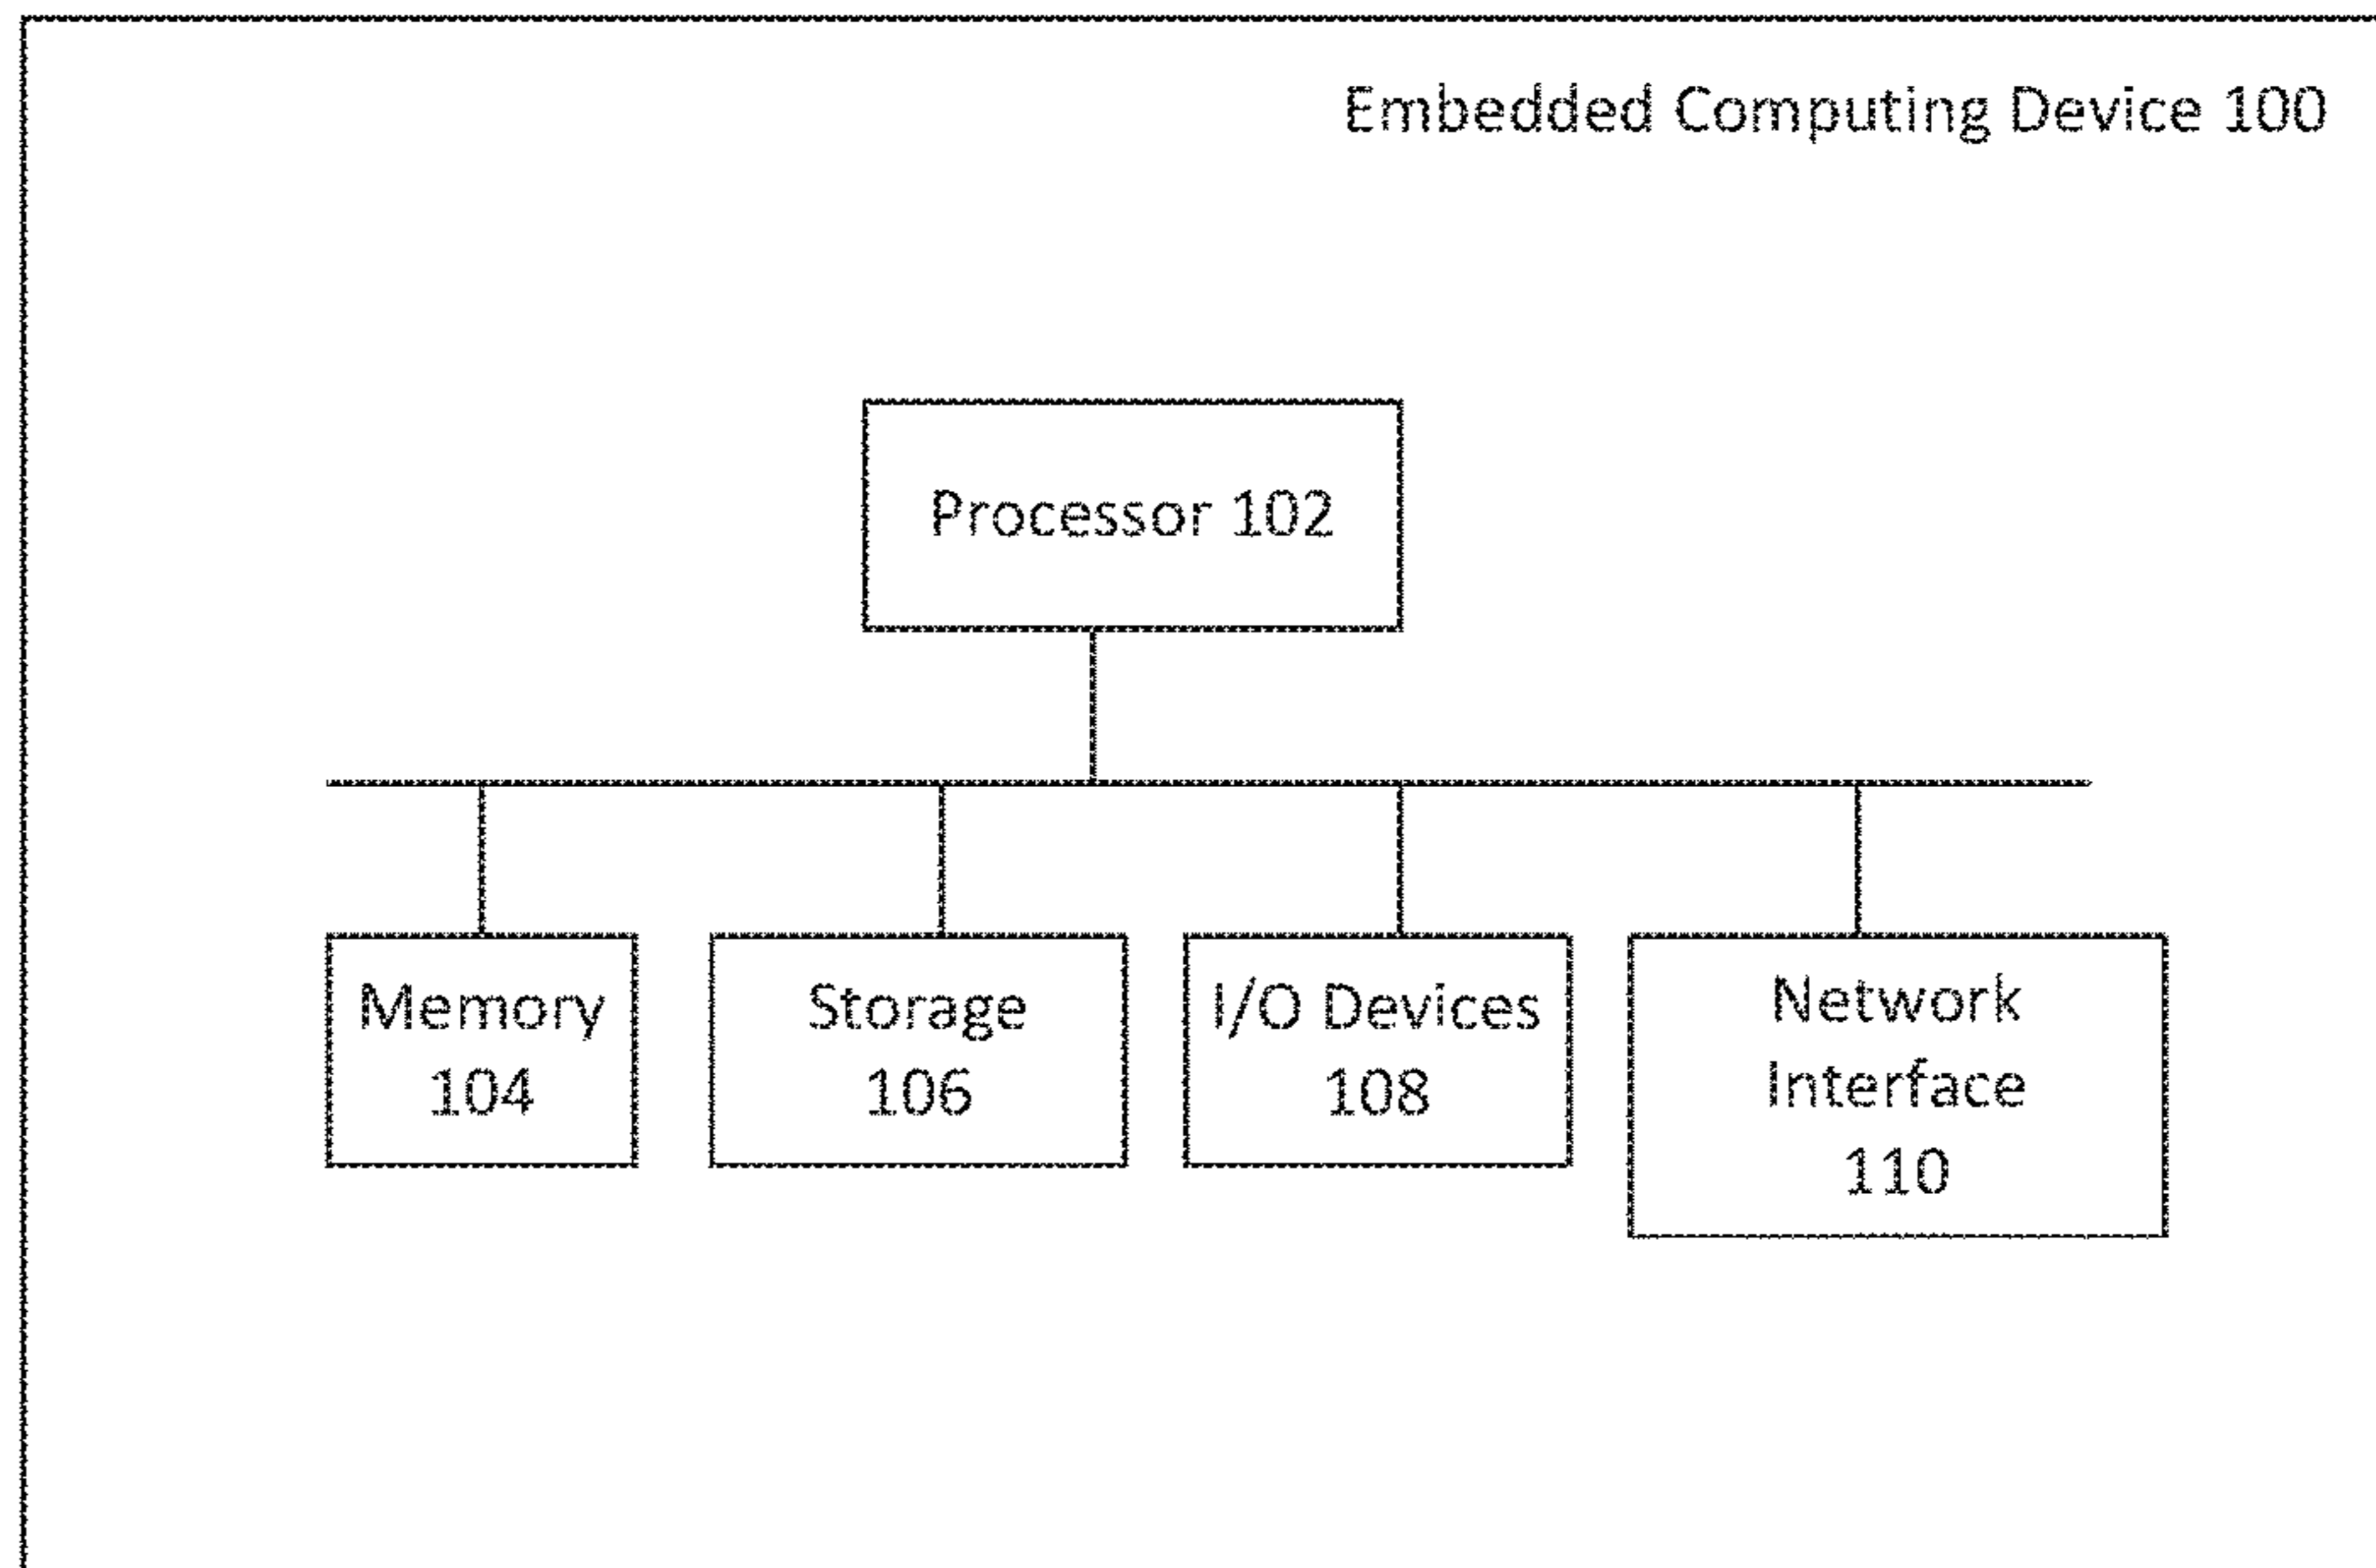 Embedded Computing Device 100
Processor 102
Memory
104
Storage
106
I/O Devices
108
Network
Interface
110